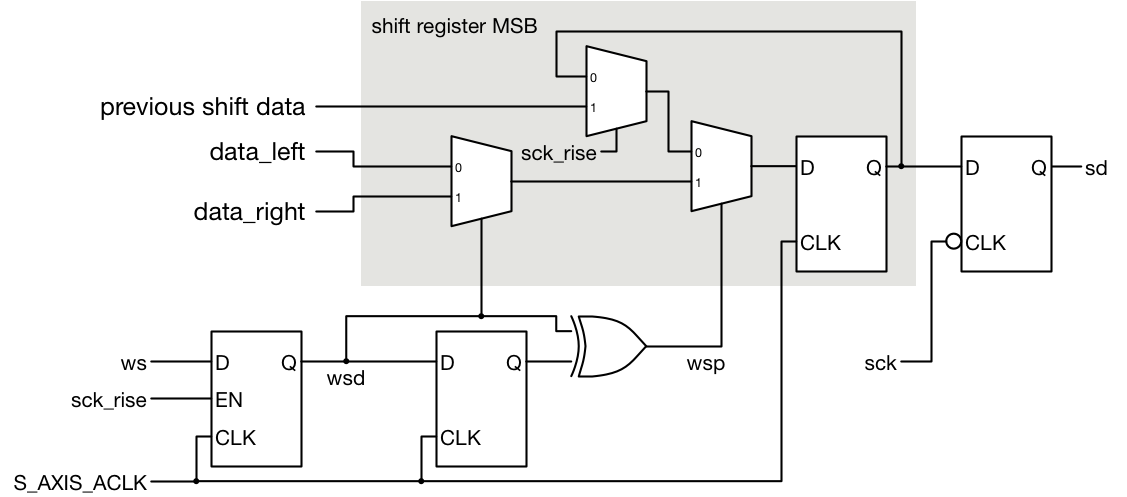 shift register MSB
0
1
previous shift data
sck_rise
data_left
data_right
0
1
0
1
D
Q
CLK
D
Q
CLK
sd
ws
sck_rise
D
Q
EN
CLK
wsd
D
Q
CLK
wsp
sck
S_AXIS_ACLK